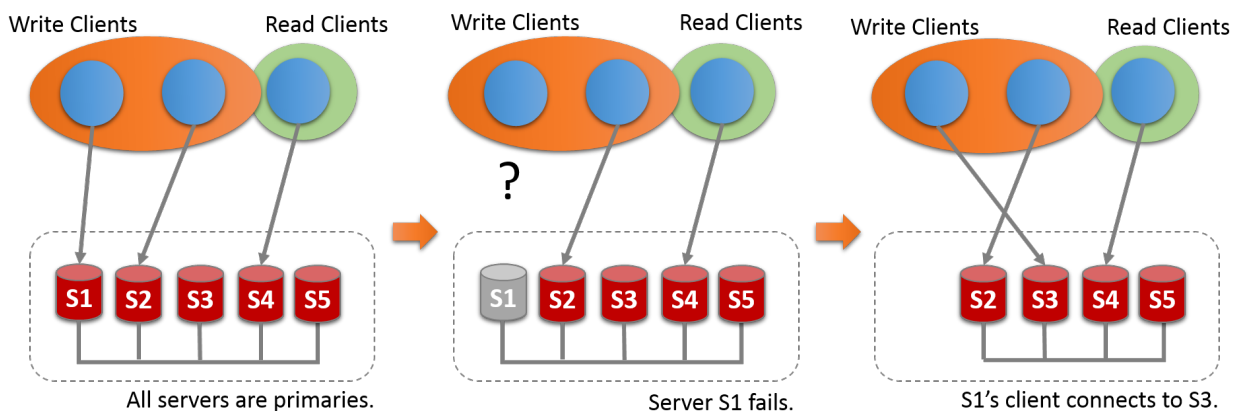 Write Clients
Read Clients
S1
S2
S3
S4
S5
All servers are primaries.
Write Clients
Read Clients
?
S1
S2
S3
S4
S5
Server S1 fails.
Write Clients
Read Clients
S2
S3
S4
S5
S1's client connects to S3.